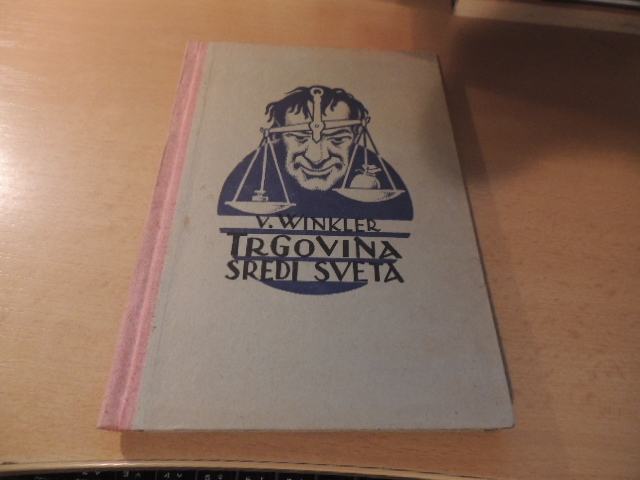 V. WINKLER
TRGOVINA
SREDI SVETA